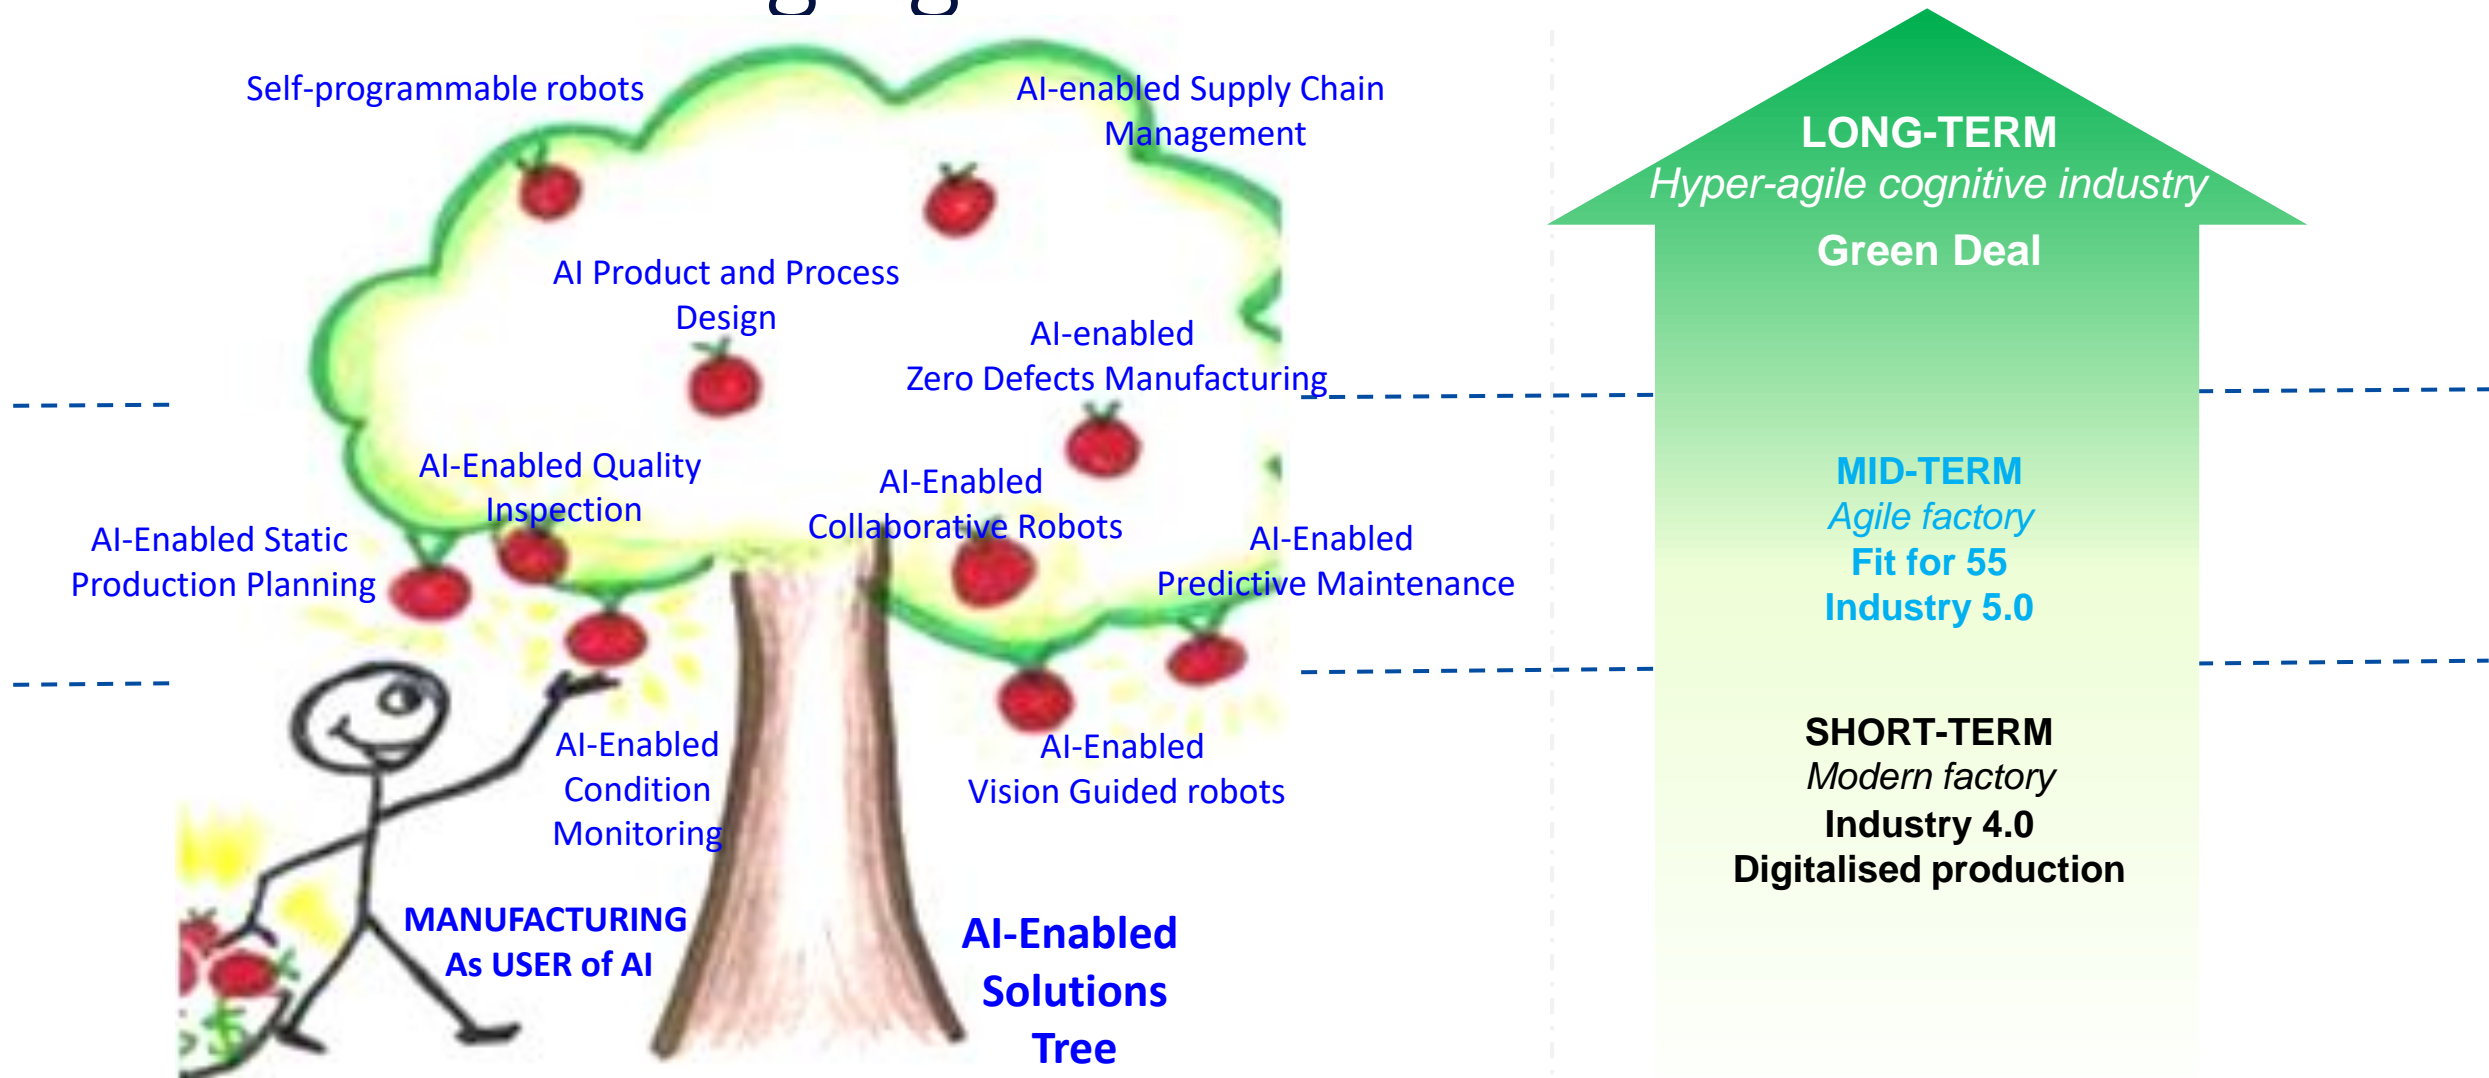 Self-programmable robots
AI-enabled Supply Chain
Management
AI Product and Process
Design
AI-enabled
Zero Defects Manufacturing
AI-Enabled Quality
Inspection
AI-Enabled
Collaborative Robots
AI-Enabled Static
Production Planning
AI-Enabled
Predictive Maintenance
AI-Enabled
Condition
Monitoring
AI-Enabled
Vision Guided robots
MANUFACTURING
As USER of AI
AI-Enabled
Solutions
Tree
$$
LONG-TERM
Hyper-agile cognitive industry
Green Deal
MID-TERM
Agile factory
Fit for 55
Industry 5.0
SHORT-TERM
Modern factory
Industry 4.0
Digitalised production